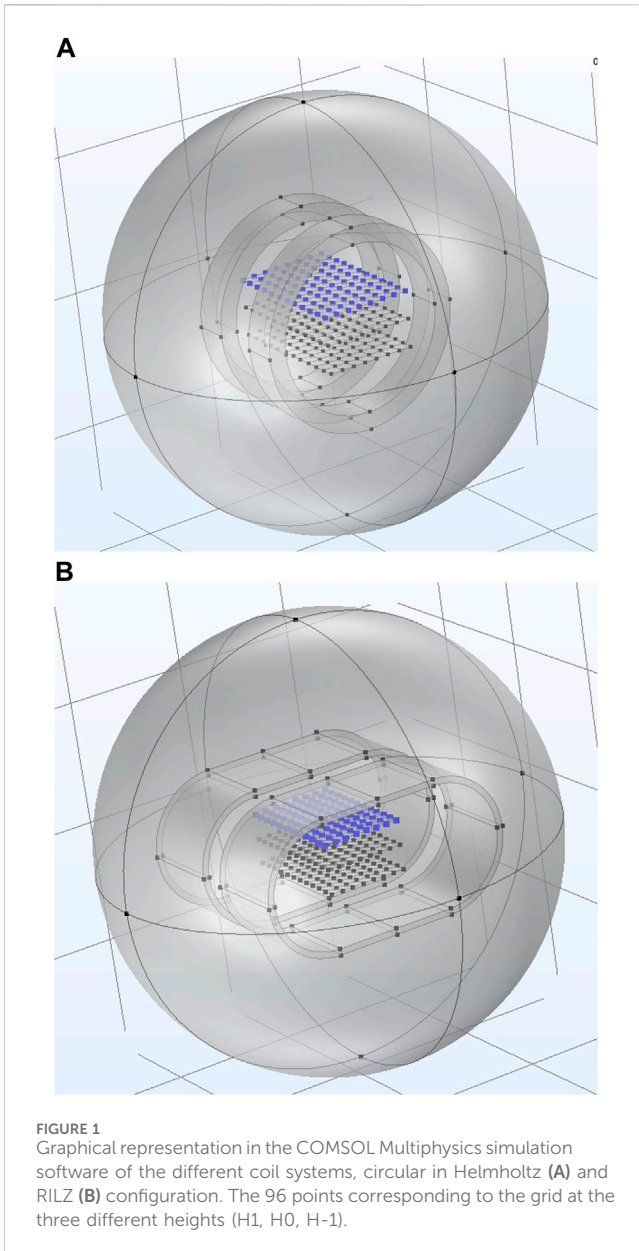 A
0
B
FIGURE 1
Graphical representation in the COMSOL Multiphysics simulation
software of the different coil systems, circular in Helmholtz (A) and
RILZ (B) configuration. The 96 points corresponding to the grid at the
three different heights (H1, H0, H-1).